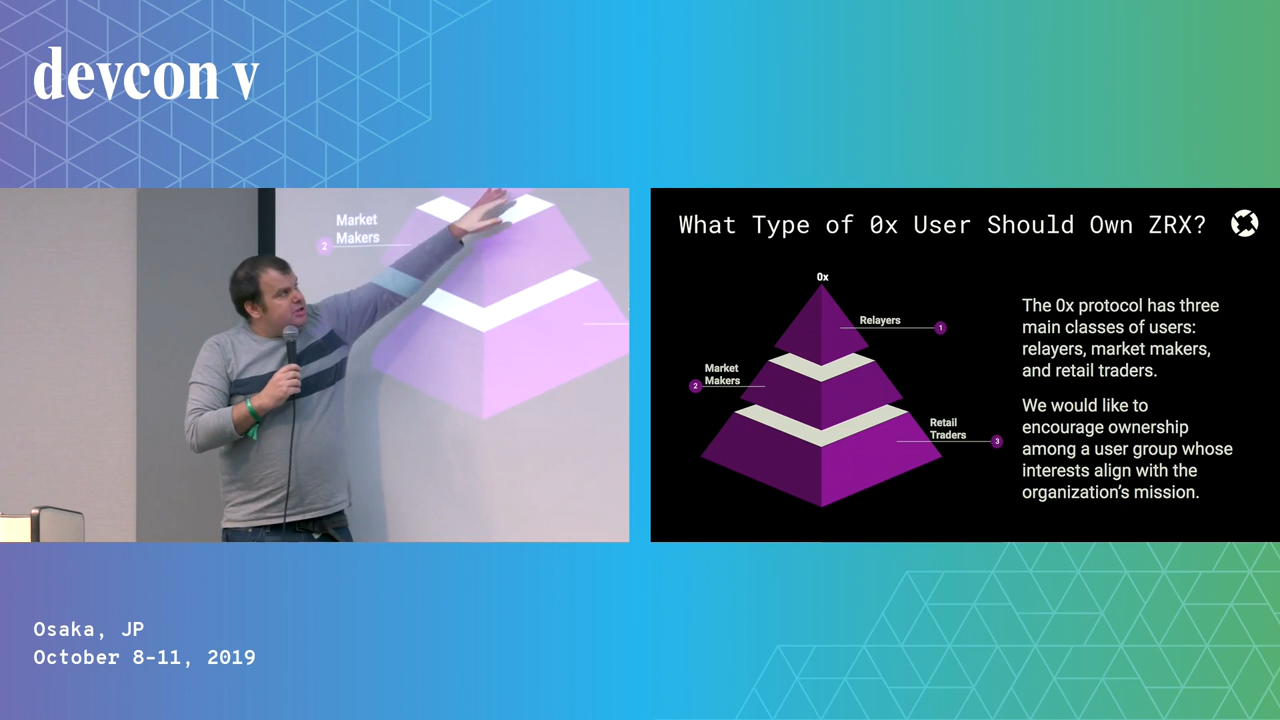 devcon v
Market
Makers
2
What Type of 0x User Should Own ZRX?
0x
Relayers
1
Market
Makers
2
Retail
Traders
3
The 0x protocol has three
main classes of users:
relayers, market makers,
and retail traders.
We would like to
encourage ownership
among a user group whose
interests align with the
organization's mission.
Osaka, JP
October 8-11, 2019